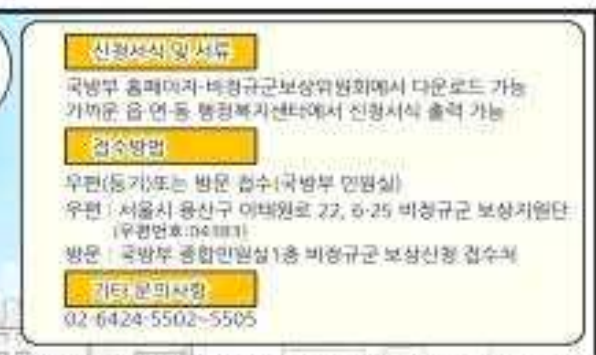 신청서식 및 서류
국방부 홈페이지-비정규군보상위원회에서 다운로드 가능
가까운 읍·면·동 행정복지센터에서 신청서식 출력 가능
접수방법
우편(등기)또는 방문 접수(국방부 민원실)
우편 : 서울시 용산구 이태원로 22, 6·25 비정규군 보상지원단
(우편번호:04383)
방문 : 국방부 종합민원실1층 비정규군 보상신청 접수처
기타 문의사항
02-6424-5502~5505